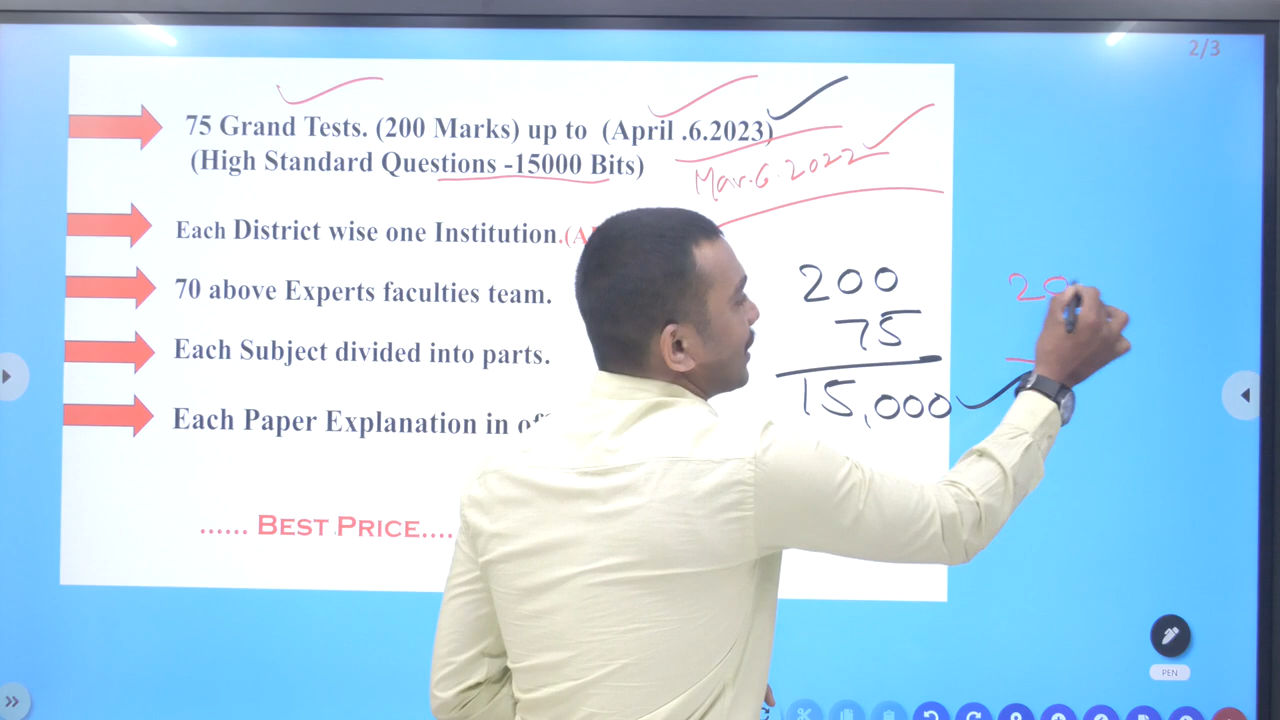 2/3
75 Grand Tests. (200 Marks) up to (April .6.2023)
(High Standard Questions -15000 Bits)
Mar.6.2022
Each District wise one Institution.(A
70 above Experts faculties team.
Each Subject divided into parts.
Each Paper Explanation in
...... BEST PRICE....
200
75
15,000
20
PEN